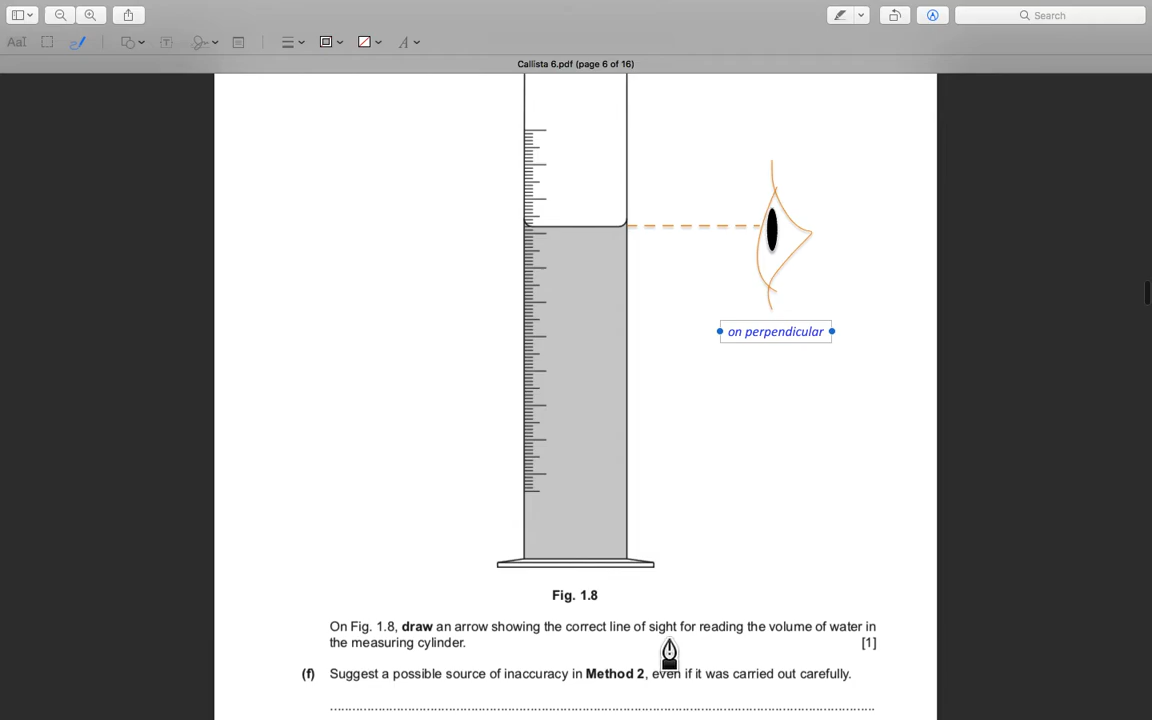 Search
AaI
T
A
Callista 6.pdf (page 6 of 16)
on perpendicular
Fig. 1.8
On Fig. 1.8, draw an arrow showing the correct line of sight for reading the volume of water in
the measuring cylinder. [1]
(f) Suggest a possible source of inaccuracy in Method 2, even if it was carried out carefully.